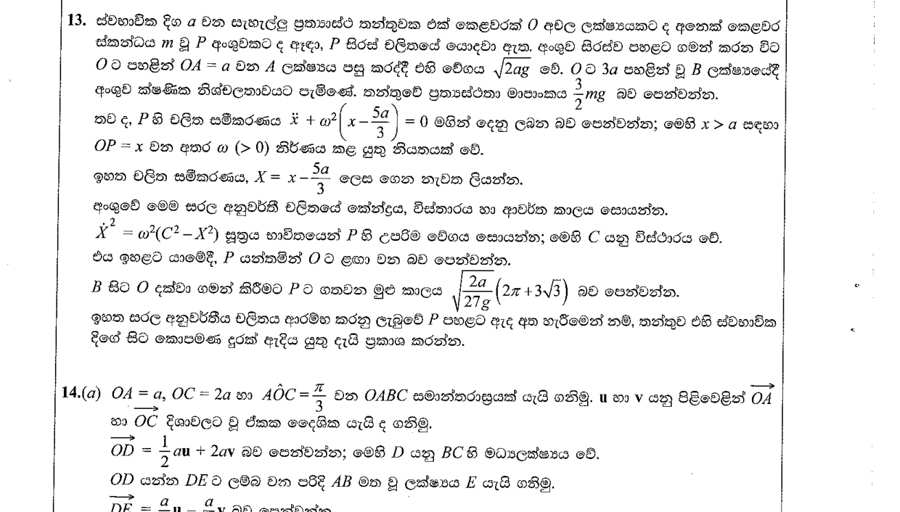 13. ස්වභාවික දිග a වන සැහැල්ලු ප්‍රත්‍යාස්ථ තන්තුවක එක් කෙළවරක් O අචල ලක්ෂ්‍යයකට ද අනෙක් කෙළවර
ස්කන්ධය m වූ P අංශුවකට ද ඈඳා, P සිරස් චලිතයේ යොදවා ඇත. අංශුව සිරස්ව පහළට ගමන් කරන විට
O ට පහළින් OA = a වන A ලක්ෂ්‍යය පසු කරද්දී එහි වේගය √(2ag) වේ. O ට 3a පහළින් වූ B ලක්ෂ්‍යයේදී
අංශුව ක්ෂණික නිශ්චලතාවයට පැමිණේ. තන්තුවේ ප්‍රත්‍යස්ථතා මාපාංකය 3/2 mg බව පෙන්වන්න.
තව ද, P හි චලිත සමීකරණය ẍ + ω²(x − 5a/3) = 0 මගින් දෙනු ලබන බව පෙන්වන්න; මෙහි x > a සඳහා
OP = x වන අතර ω (> 0) නිර්ණය කළ යුතු නියතයක් වේ.
ඉහත චලිත සමීකරණය, X = x − 5a/3 ලෙස ගෙන නැවත ලියන්න.
අංශුවේ මෙම සරල අනුවර්තී චලිතයේ කේන්ද්‍රය, විස්තාරය හා ආවර්ත කාලය සොයන්න.
Ẋ² = ω²(C² − X²) සූත්‍රය භාවිතයෙන් P හි උපරිම වේගය සොයන්න; මෙහි C යනු විස්ථාරය වේ.
එය ඉහළට යාමේදී, P යන්තමින් O ට ළඟා වන බව පෙන්වන්න.
B සිට O දක්වා ගමන් කිරීමට P ට ගතවන මුළු කාලය √(2a/27g) (2π + 3√3) බව පෙන්වන්න.
ඉහත සරල අනුවර්තීය චලිතය ආරම්භ කරනු ලැබුවේ P පහළට ඇද අත හැරීමෙන් නම්, තන්තුව එහි ස්වභාවික
දිගේ සිට කොපමණ දුරක් ඇදිය යුතු දැයි ප්‍රකාශ කරන්න.
14.(a) OA = a, OC = 2a හා AÔC = π/3 වන OABC සමාන්තරාස්‍රයක් යැයි ගනිමු. u හා v යනු පිළිවෙළින් OA→
හා OC→ දිශාවලට වූ ඒකක දෛශික යැයි ද ගනිමු.
OD→ = 1/2 au + 2av බව පෙන්වන්න; මෙහි D යනු BC හි මධ්‍යලක්ෂ්‍යය වේ.
OD යන්න DE ට ලම්බ වන පරිදි AB මත වූ ලක්ෂ්‍යය E යැයි ගනිමු.
DE→ = a u − a v බව පෙන්වන්න